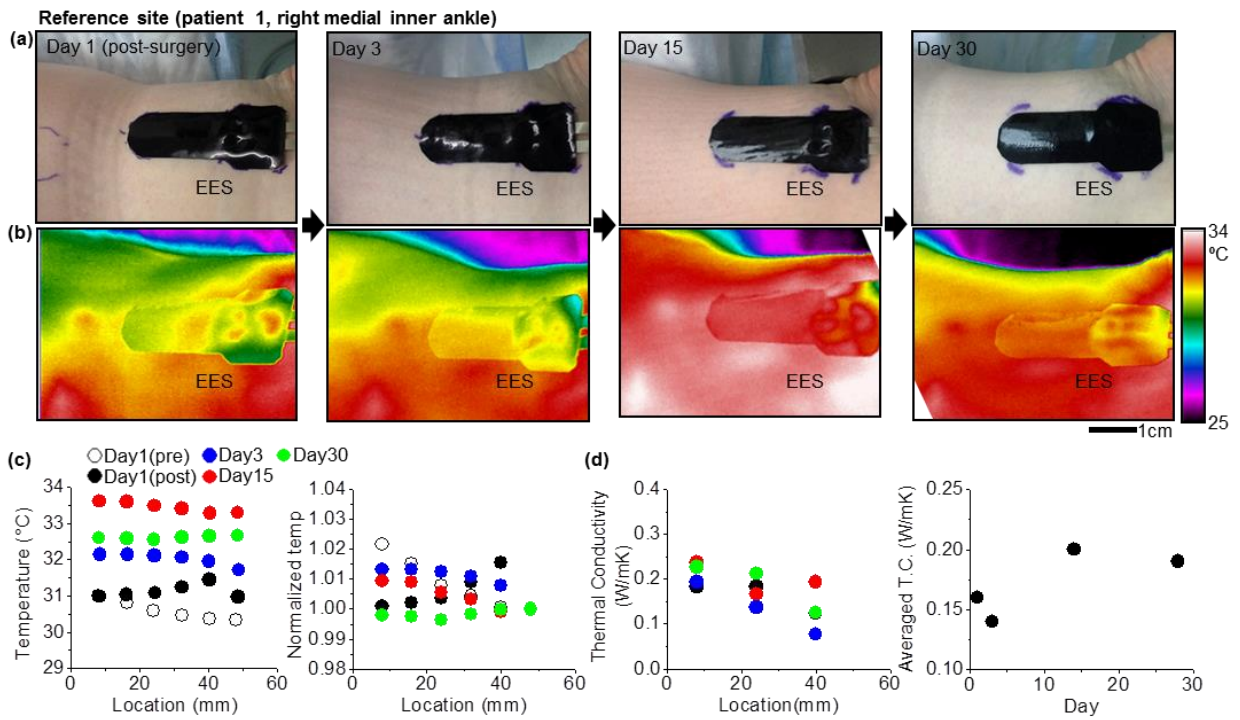 Reference site (patient 1, right medial inner ankle)
(a)
Day 1 (post-surgery)
Day 3
Day 15
Day 30
EES
EES
EES
EES
(b)
34
ºC
25
EES
EES
EES
EES
1cm
(c)
Day1(pre)
Day3
Day30
Day1(post)
Day15
Temperature (°C)
34
33
32
31
30
29
0
20
40
60
Location (mm)
Normalized temp
1.04
1.02
1.01
1.00
0.99
0.98
0
20
40
60
Location (mm)
(d)
Thermal Conductivity
(W/mK)
0.4
0.3
0.2
0.1
0.0
0
20
40
60
Location(mm)
Averaged T.C. (W/mK)
0.25
0.20
0.15
0.10
0
10
20
30
Day